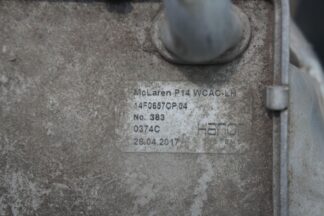 McLaren P14 WCAC-LH
14F0657CP.04
No. 383
0374C
28.04.2017